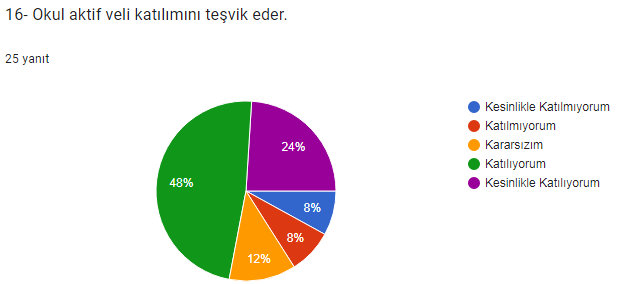 16- Okul aktif veli katılımını teşvik eder.
25 yanıt
Kesinlikle Katılmıyorum
Katılmıyorum
Kararsızım
Katılıyorum
Kesinlikle Katılıyorum
24%
48%
8%
8%
12%